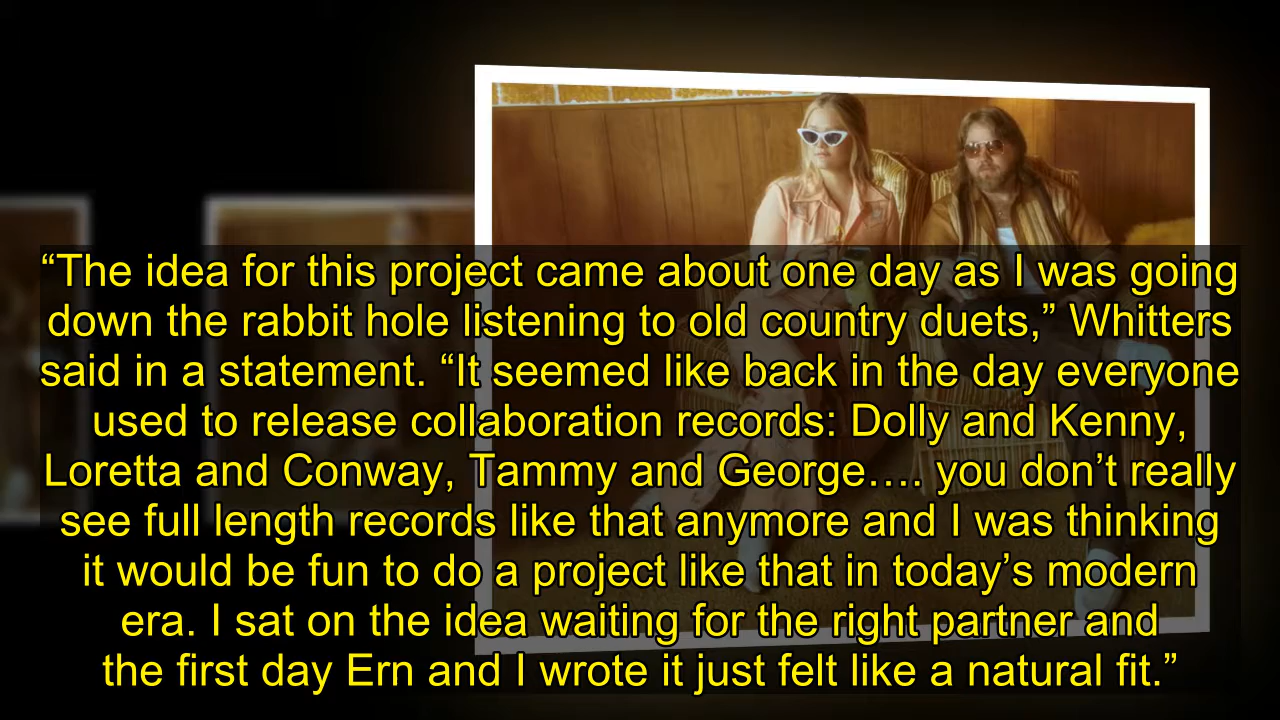 “The idea for this project came about one day as I was going
down the rabbit hole listening to old country duets,” Whitters
said in a statement. “It seemed like back in the day everyone
used to release collaboration records: Dolly and Kenny,
Loretta and Conway, Tammy and George…. you don’t really
see full length records like that anymore and I was thinking
it would be fun to do a project like that in today’s modern
era. I sat on the idea waiting for the right partner and
the first day Ern and I wrote it just felt like a natural fit.”